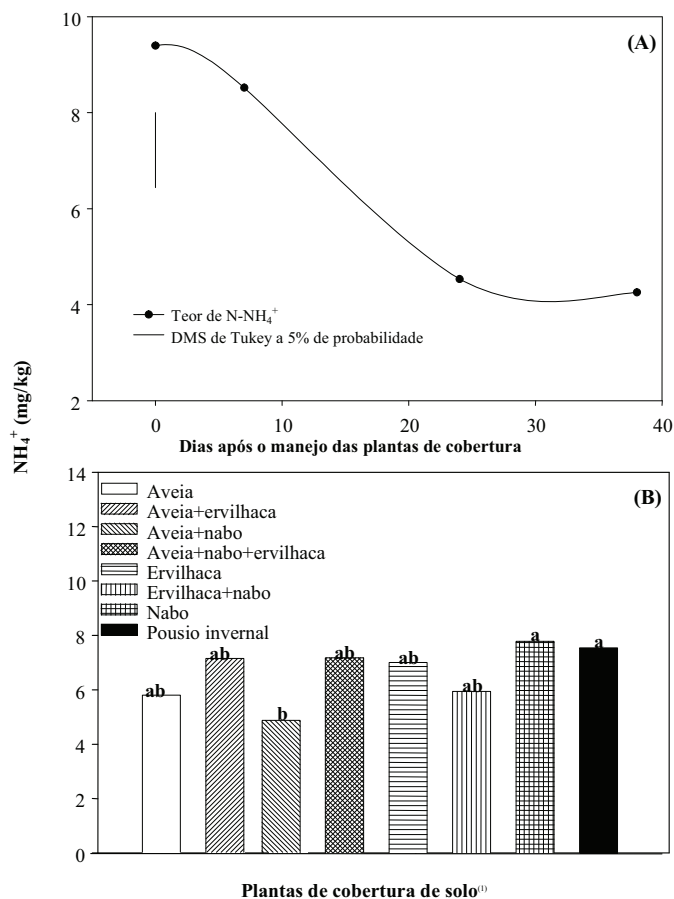 10
(A)
8
6
4
Teor de N-NH₄⁺
DMS de Tukey a 5% de probabilidade
2
0 10 20 30 40
Dias após o manejo das plantas de cobertura
NH₄⁺ (mg/kg)
14
(B)
Aveia
12
Aveia+ervilhaca
Aveia+nabo
10
Aveia+nabo+ervilhaca
Ervilhaca
Ervilhaca+nabo
Nabo
8
Pousio invernal
ab ab b ab ab ab a a
6
4
2
0
Plantas de cobertura de solo⁽¹⁾